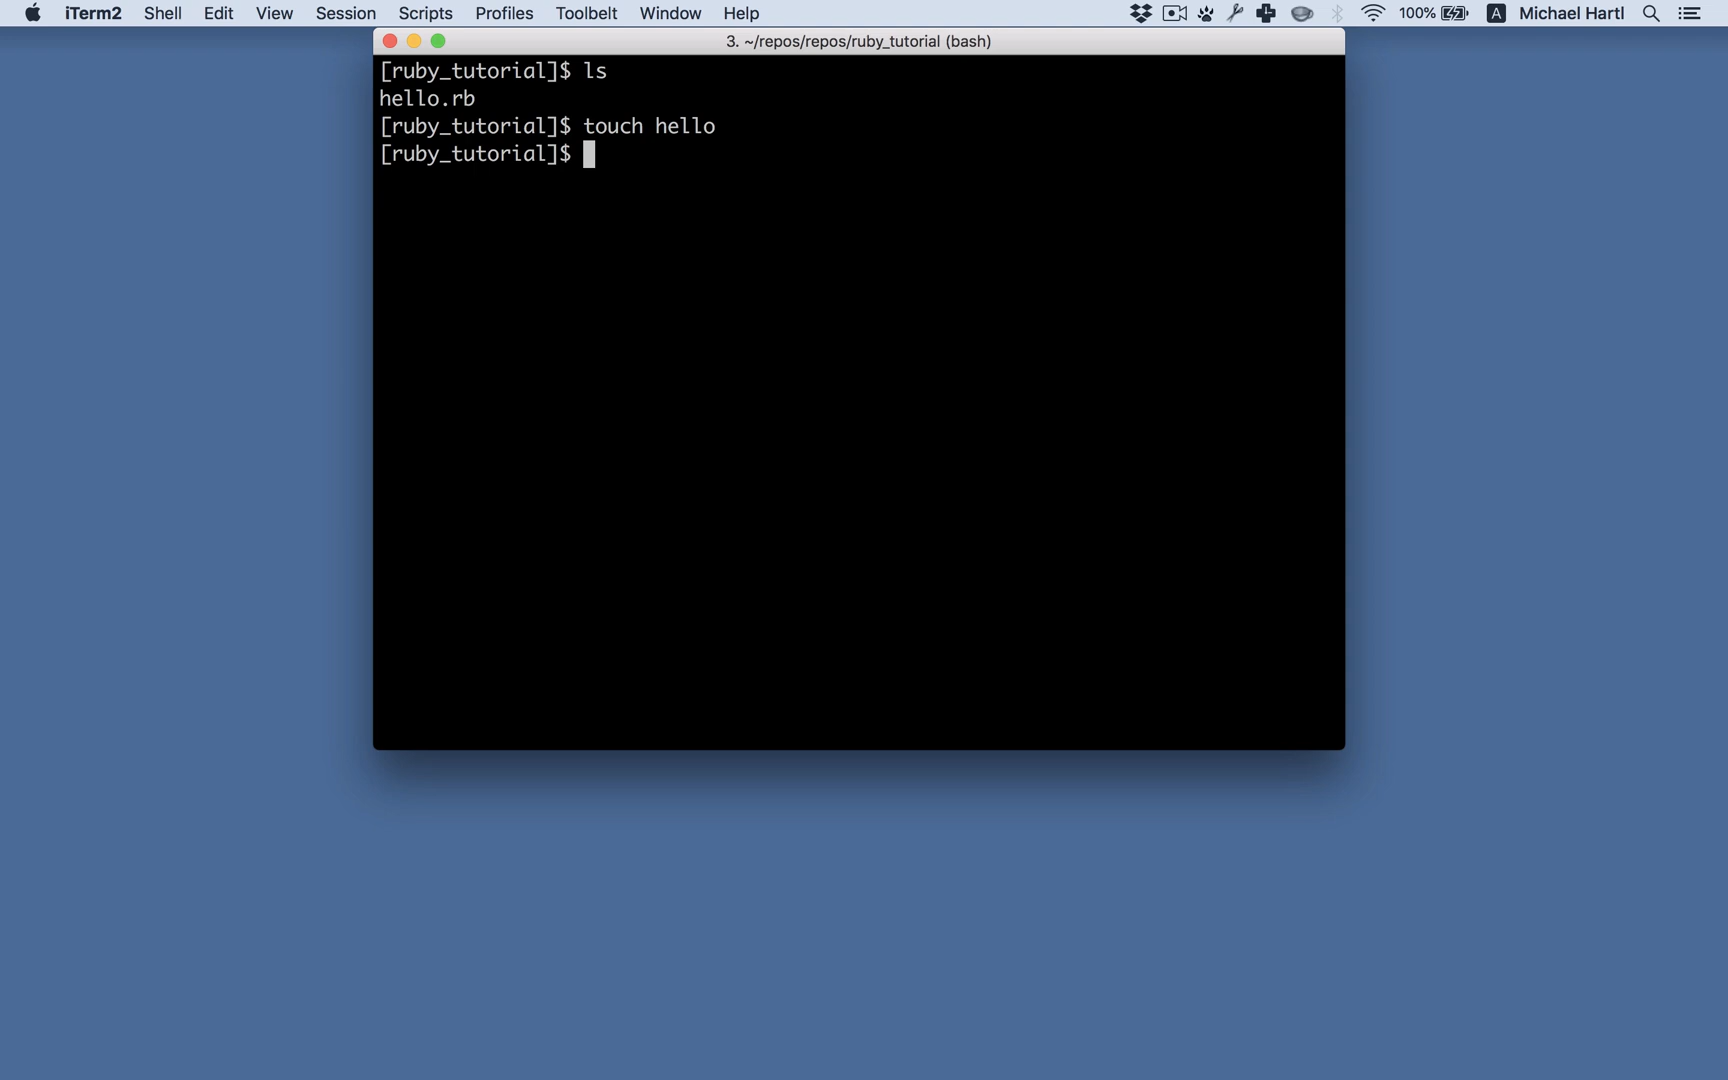 iTerm2 Shell Edit View Session Scripts Profiles Toolbelt Window Help 100% A Michael Hartl
3. ~/repos/repos/ruby_tutorial (bash)
[ruby_tutorial]$ ls
hello.rb
[ruby_tutorial]$ touch hello
[ruby_tutorial]$